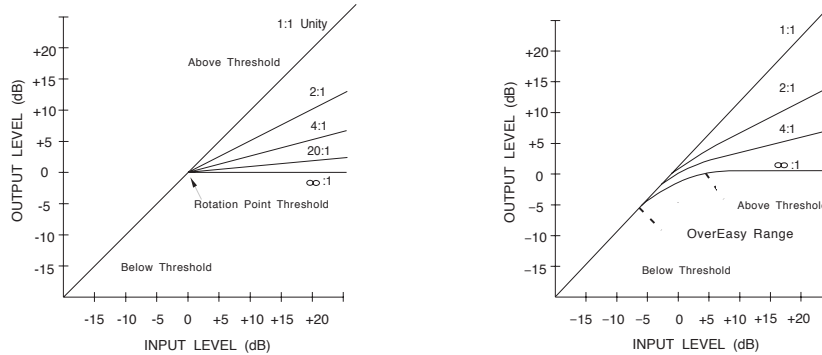 1:1 Unity
+20
Above Threshold
+15
2:1
+10
4:1
+5
20:1
0
∞:1
Rotation Point Threshold
-5
-10
Below Threshold
-15
OUTPUT LEVEL (dB)
-15 -10 -5 0 +5 +10 +15 +20
INPUT LEVEL (dB)
1:1
+20
+15
2:1
+10
4:1
+5
∞:1
0
Above Threshold
−5
OverEasy Range
−10
Below Threshold
−15
OUTPUT LEVEL (dB)
−15 −10 −5 0 +5 +10 +15 +20
INPUT LEVEL (dB)